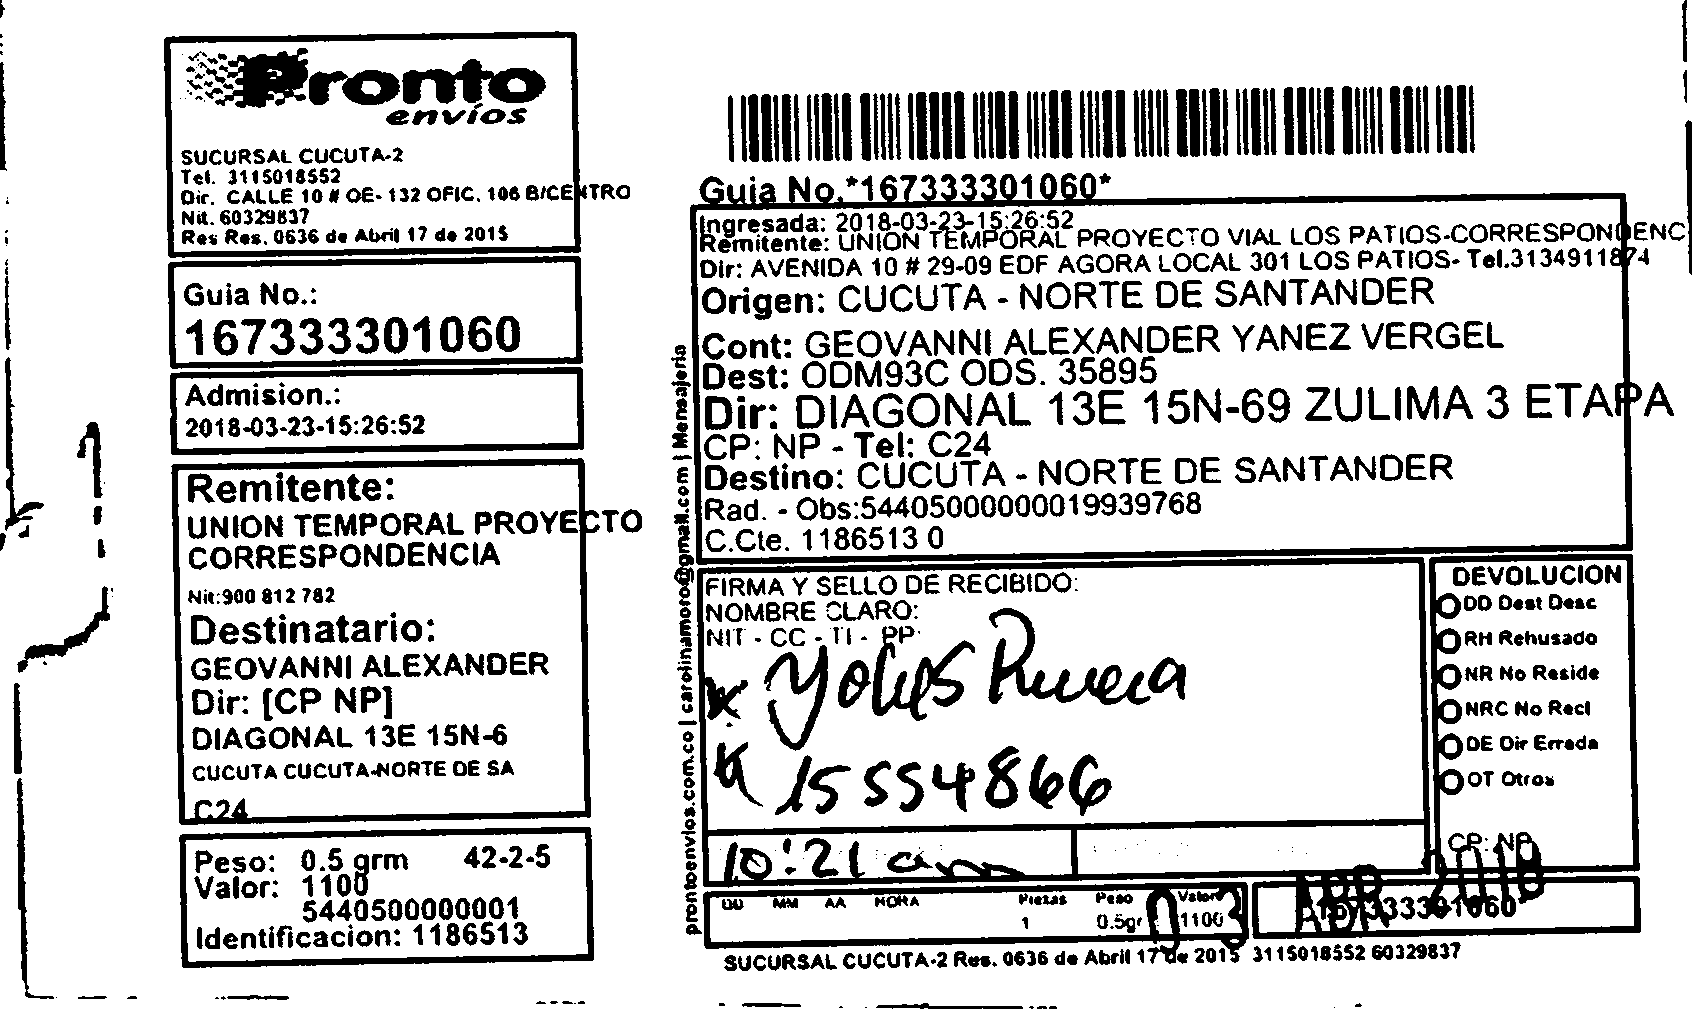 Pronto
envíos
SUCURSAL CUCUTA-2
Tel. 3115018552
Dir. CALLE 10 # OE- 132 OFIC. 106 B/CENTRO
Nit. 60329837
Res Res. 0636 de Abril 17 de 2015
Guia No.:
167333301060
Admision.:
2018-03-23-15:26:52
Remitente:
UNION TEMPORAL PROYECTO
CORRESPONDENCIA
Nit:900 812 782
Destinatario:
GEOVANNI ALEXANDER
Dir: [CP NP]
DIAGONAL 13E 15N-6
CUCUTA CUCUTA-NORTE DE SA
C24
Peso: 0.5 grm 42-2-5
Valor: 1100
5440500000001
Identificacion: 1186513
prontoenvios.com.co | carolinamoro@gmail.com | Mensajeria
Guia No.*167333301060*
Ingresada: 2018-03-23-15:26:52
Remitente: UNION TEMPORAL PROYECTO VIAL LOS PATIOS-CORRESPONDENC
Dir: AVENIDA 10 # 29-09 EDF AGORA LOCAL 301 LOS PATIOS- Tel.3134911874
Origen: CUCUTA - NORTE DE SANTANDER
Cont: GEOVANNI ALEXANDER YANEZ VERGEL
Dest: ODM93C ODS. 35895
Dir: DIAGONAL 13E 15N-69 ZULIMA 3 ETAPA
CP: NP - Tel: C24
Destino: CUCUTA - NORTE DE SANTANDER
Rad. - Obs:54405000000019939768
C.Cte. 1186513 0
FIRMA Y SELLO DE RECIBIDO:
NOMBRE CLARO:
NIT - CC - TI - PP:
Rivera
15554866
10:21 am
DD MM AA HORA Piezas Peso Valor
1 0.5gr 1100
DEVOLUCION
DD Dest Desc
RH Rehusado
NR No Reside
NRC No Recl
DE Dir Errada
OT Otros
CP: NP
03 ABR 2018
*167333301060*
SUCURSAL CUCUTA-2 Res. 0636 de Abril 17 de 2015 3115018552 60329837